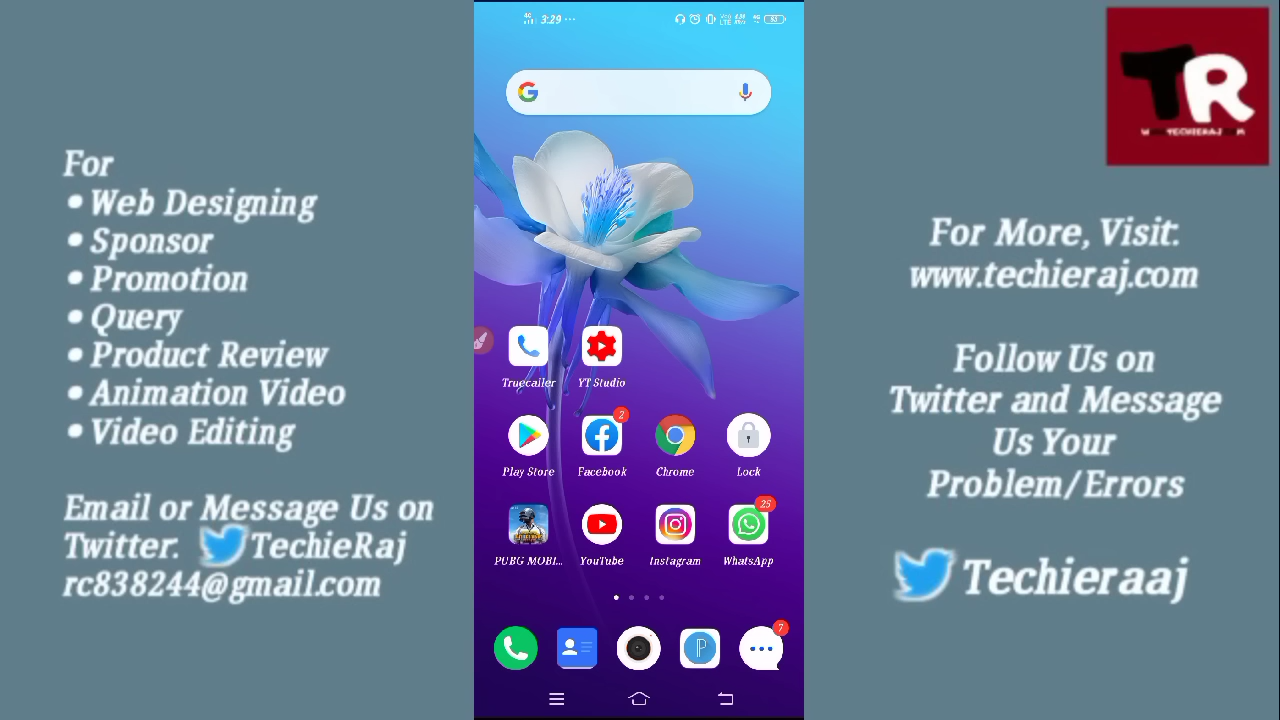 For
• Web Designing
• Sponsor
• Promotion
• Query
• Product Review
• Animation Video
• Video Editing
Email or Message Us on
Twitter. TechieRaj
rc838244@gmail.com
4G 3:29 ...
93
G
Truecaller YT Studio
2
Play Store Facebook Chrome Lock
25
PUBG MOBI... YouTube Instagram WhatsApp
7
TR
For More, Visit:
www.techieraj.com
Follow Us on
Twitter and Message
Us Your
Problem/Errors
Techieraaj